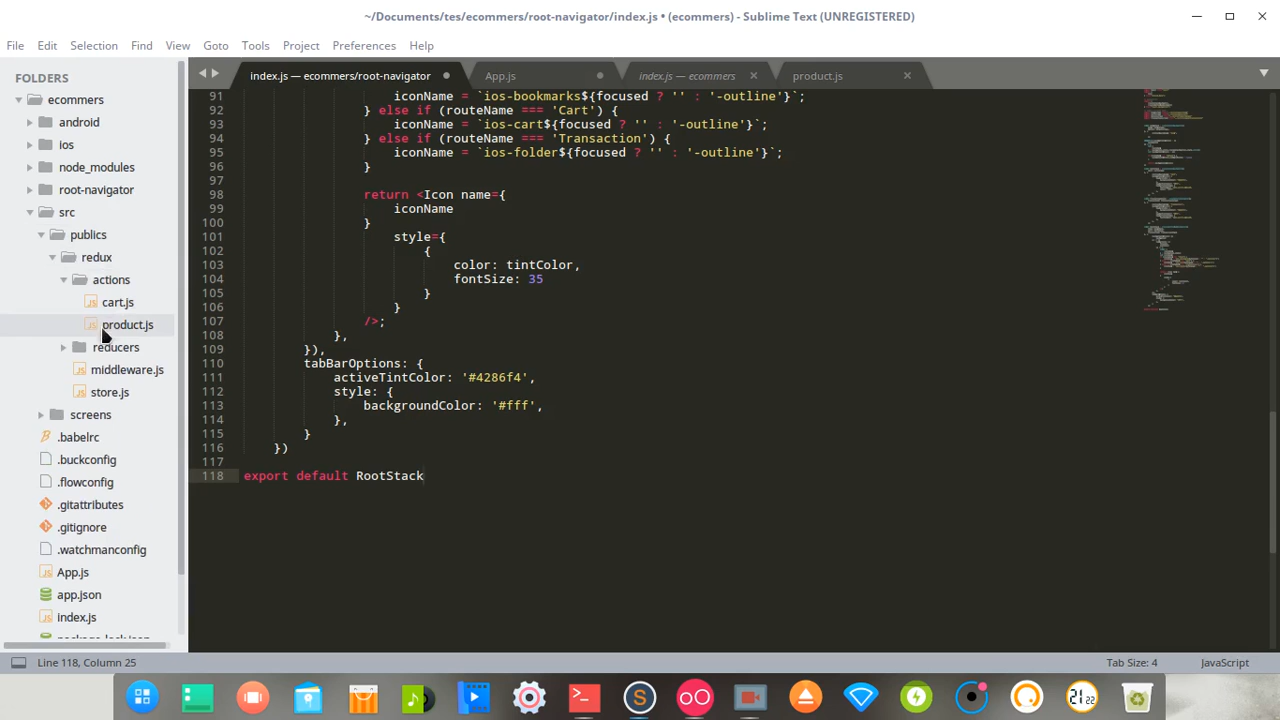 ~/Documents/tes/ecommers/root-navigator/index.js • (ecommers) - Sublime Text (UNREGISTERED)
File Edit Selection Find View Goto Tools Project Preferences Help
FOLDERS
ecommers
android
ios
node_modules
root-navigator
src
publics
redux
actions
cart.js
product.js
reducers
middleware.js
store.js
screens
.babelrc
.buckconfig
.flowconfig
.gitattributes
.gitignore
.watchmanconfig
App.js
app.json
index.js
index.js — ecommers/root-navigator
App.js
index.js — ecommers
product.js
91 iconName = `ios-bookmarks${focused ? '' : '-outline'}`;
92 } else if (routeName === 'Cart') {
93 iconName = `ios-cart${focused ? '' : '-outline'}`;
94 } else if (routeName === 'Transaction') {
95 iconName = `ios-folder${focused ? '' : '-outline'}`;
96 }
97
98 return <Icon name={
99 iconName
100 }
101 style={
102 {
103 color: tintColor,
104 fontSize: 35
105 }
106 }
107 />;
108 },
109 }),
110 tabBarOptions: {
111 activeTintColor: '#4286f4',
112 style: {
113 backgroundColor: '#fff',
114 },
115 }
116 })
117
118 export default RootStack
Line 118, Column 25
Tab Size: 4
JavaScript
21:22